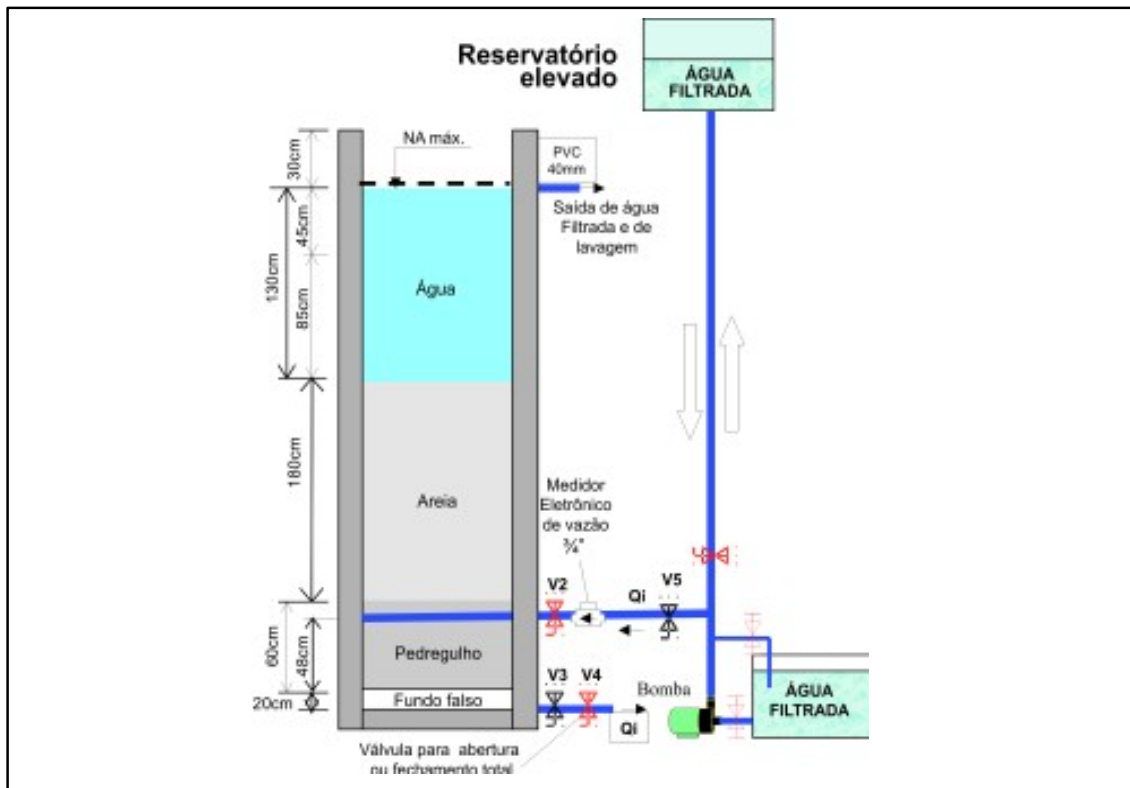 Reservatório
elevado
ÁGUA
FILTRADA
NA máx.
PVC
40mm
Saída de água
Filtrada e de
lavagem
30cm
45cm
130cm
85cm
Água
180cm
Areia
Medidor
Eletrônico
de vazão
¾"
V2
Qi
V5
60cm
48cm
Pedregulho
V3
V4
Bomba
20cm
Fundo falso
Qi
ÁGUA
FILTRADA
Válvula para abertura
ou fechamento total